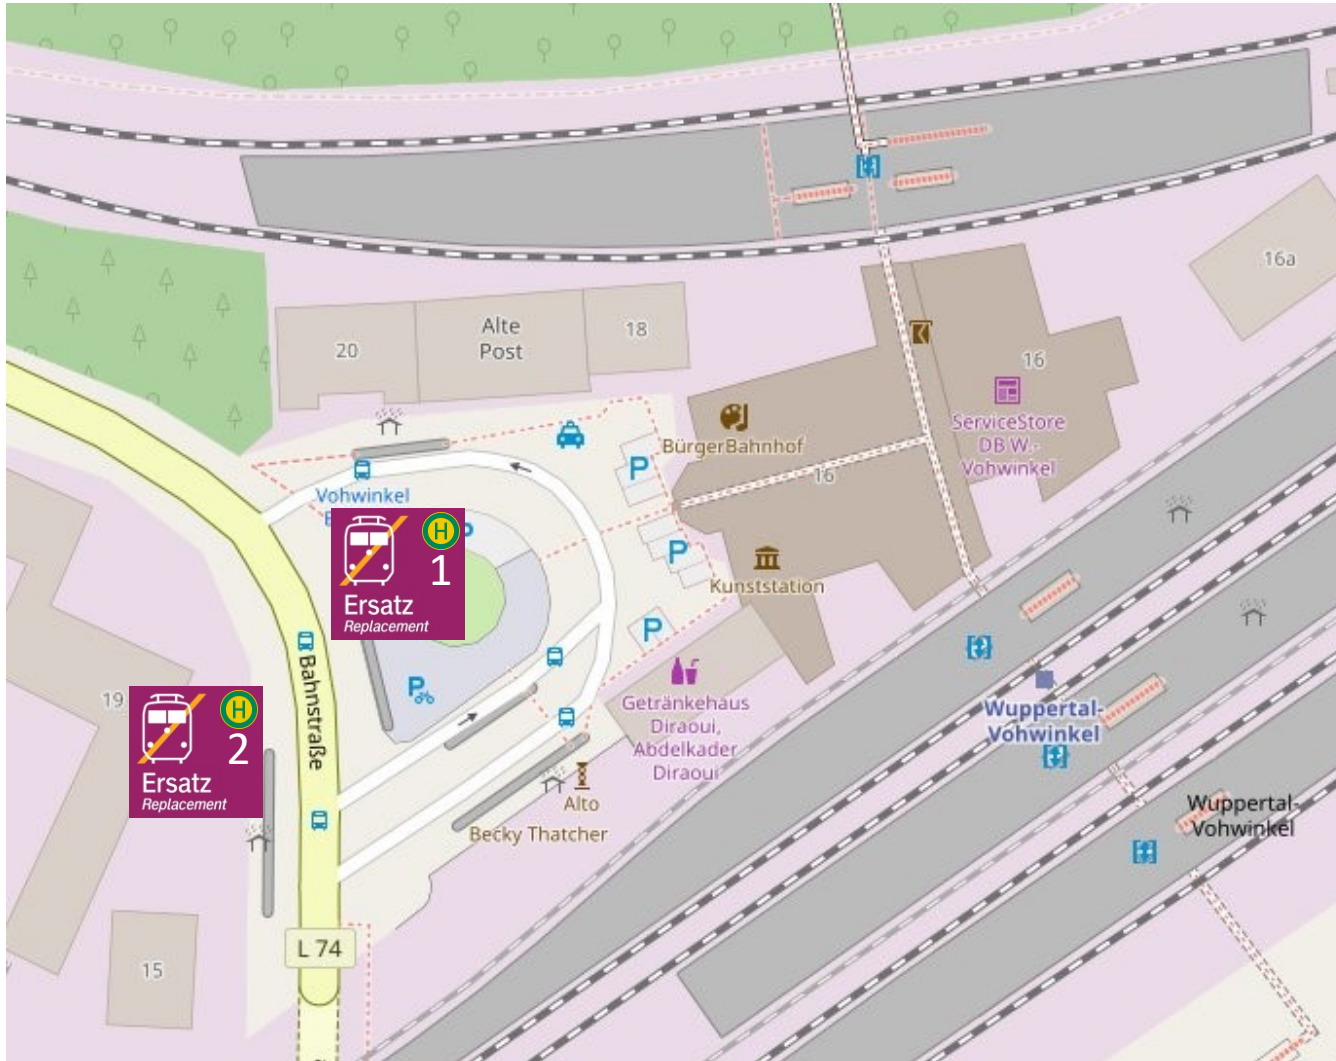 16a
20
Alte
Post
18
16
ServiceStore
DB W.-
Vohwinkel
BürgerBahnhof
16
P
Vohwinkel
H
1
Ersatz
Replacement
P
Kunststation
P
Bahnstraße
P
19
H
2
Ersatz
Replacement
Getränkehaus
Diraoui,
Abdelkader
Diraoui
Wuppertal-
Vohwinkel
Alto
Becky Thatcher
Wuppertal-
Vohwinkel
L 74
15